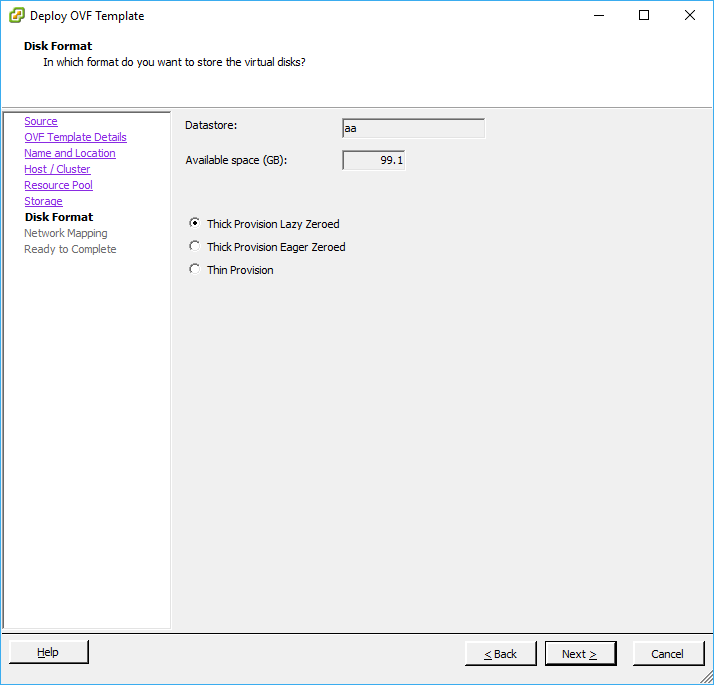 Deploy OVF Template
Disk Format
In which format do you want to store the virtual disks?
Source
OVF Template Details
Name and Location
Host / Cluster
Resource Pool
Storage
Disk Format
Network Mapping
Ready to Complete
Datastore:
aa
Available space (GB):
99.1
Thick Provision Lazy Zeroed
Thick Provision Eager Zeroed
Thin Provision
Help
< Back
Next >
Cancel